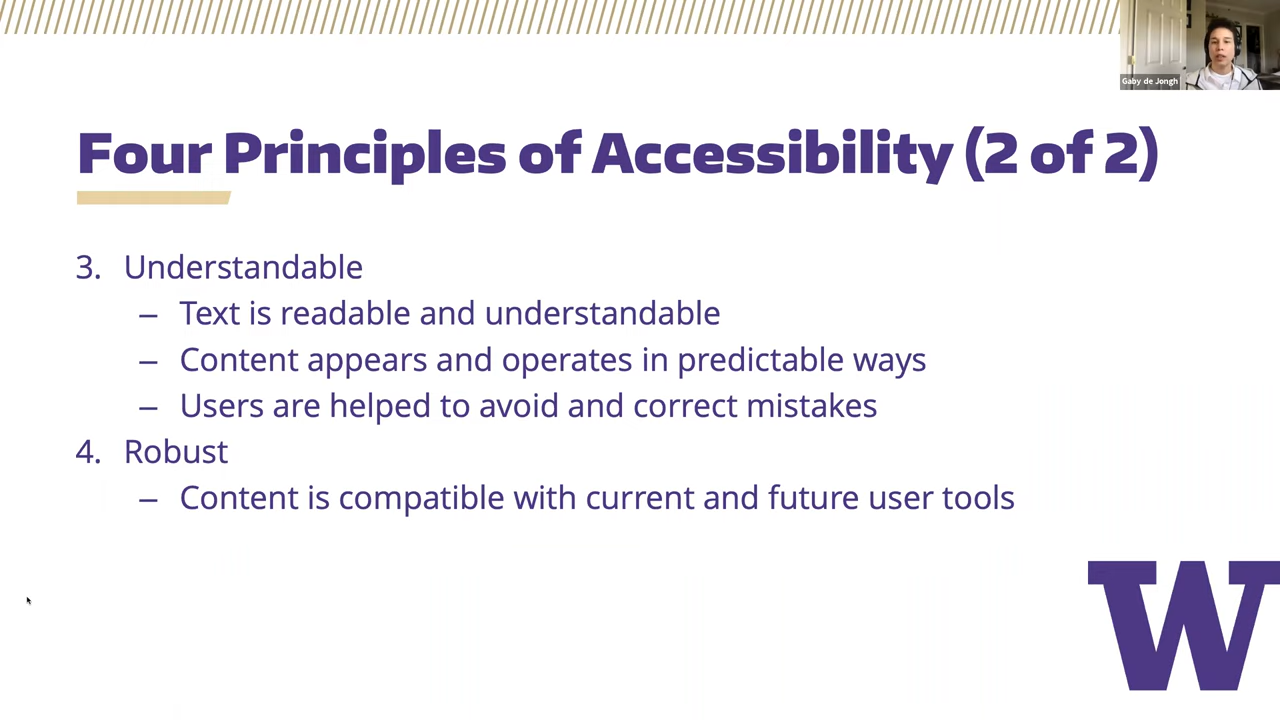 Gaby de Jongh
Four Principles of Accessibility (2 of 2)
3. Understandable
– Text is readable and understandable
– Content appears and operates in predictable ways
– Users are helped to avoid and correct mistakes
4. Robust
– Content is compatible with current and future user tools
W